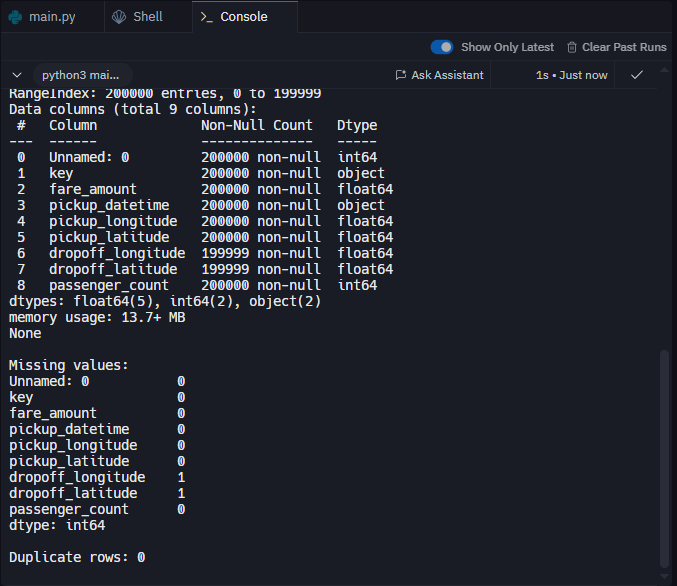 main.py Shell >_ Console
Show Only Latest Clear Past Runs
python3 mai... Ask Assistant 1s • Just now
RangeIndex: 200000 entries, 0 to 199999
Data columns (total 9 columns):
 #   Column             Non-Null Count   Dtype
---  ------             --------------   -----
 0   Unnamed: 0         200000 non-null  int64
 1   key                200000 non-null  object
 2   fare_amount        200000 non-null  float64
 3   pickup_datetime    200000 non-null  object
 4   pickup_longitude   200000 non-null  float64
 5   pickup_latitude    200000 non-null  float64
 6   dropoff_longitude  199999 non-null  float64
 7   dropoff_latitude   199999 non-null  float64
 8   passenger_count    200000 non-null  int64
dtypes: float64(5), int64(2), object(2)
memory usage: 13.7+ MB
None
Missing values:
Unnamed: 0           0
key                  0
fare_amount          0
pickup_datetime      0
pickup_longitude     0
pickup_latitude      0
dropoff_longitude    1
dropoff_latitude     1
passenger_count      0
dtype: int64
Duplicate rows: 0